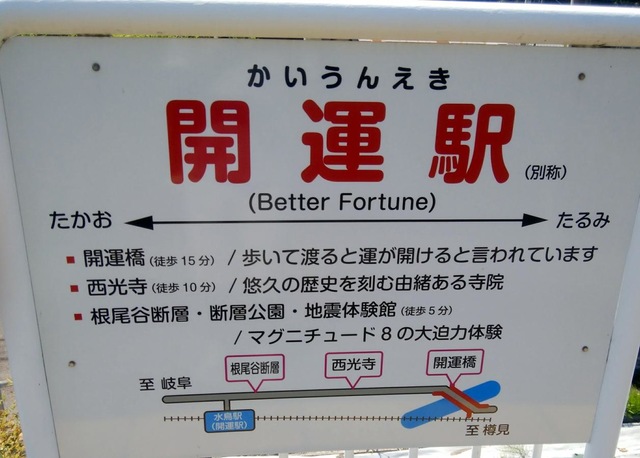 かいうんえき
開運駅(別称)
(Better Fortune)
たかお たるみ
■ 開運橋(徒歩15分) / 歩いて渡ると運が開けると言われています
■ 西光寺(徒歩10分) / 悠久の歴史を刻む由緒ある寺院
■ 根尾谷断層・断層公園・地震体験館(徒歩5分)
/ マグニチュード8の大迫力体験
根尾谷断層 西光寺 開運橋
至 岐阜
水鳥駅
(開運駅)
至 樽見